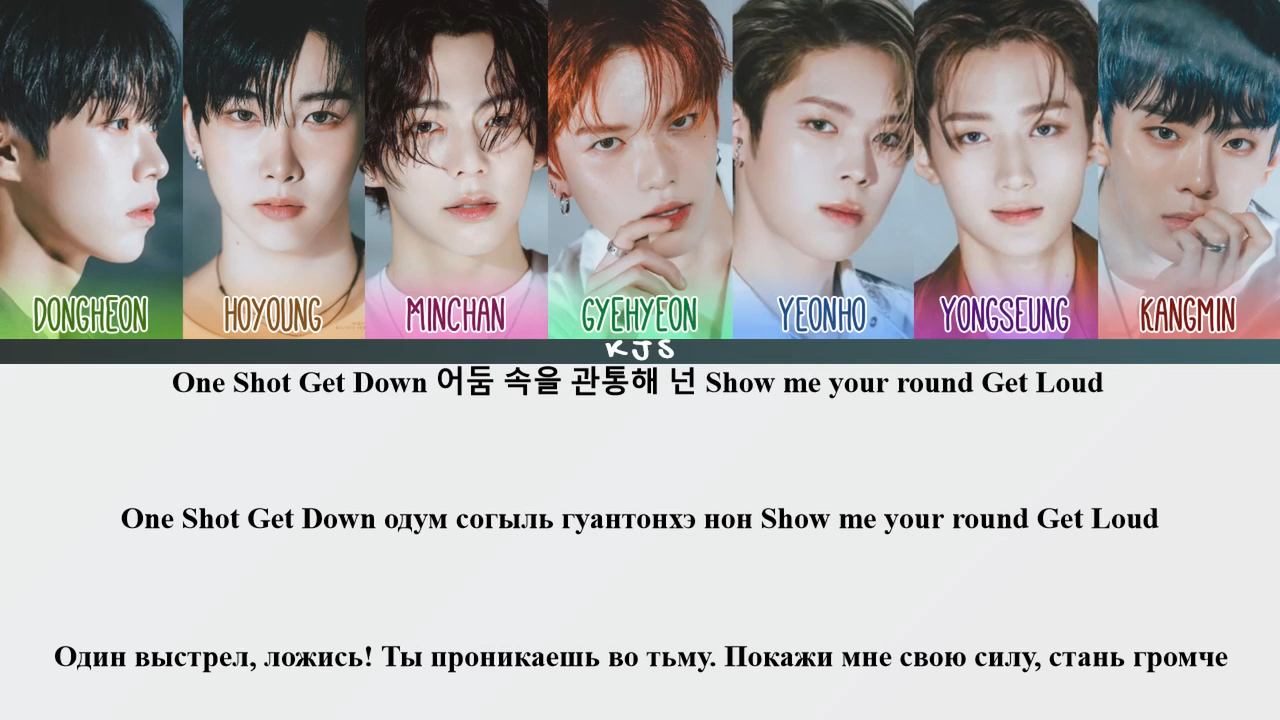 DONGHEON HOYOUNG MINCHAN GYEHYEON YEONHO YONGSEUNG KANGMIN
KJS
One Shot Get Down 어둠 속을 관통해 넌 Show me your round Get Loud
One Shot Get Down одум согыль гуантонхэ нон Show me your round Get Loud
Один выстрел, ложись! Ты проникаешь во тьму. Покажи мне свою силу, стань громче